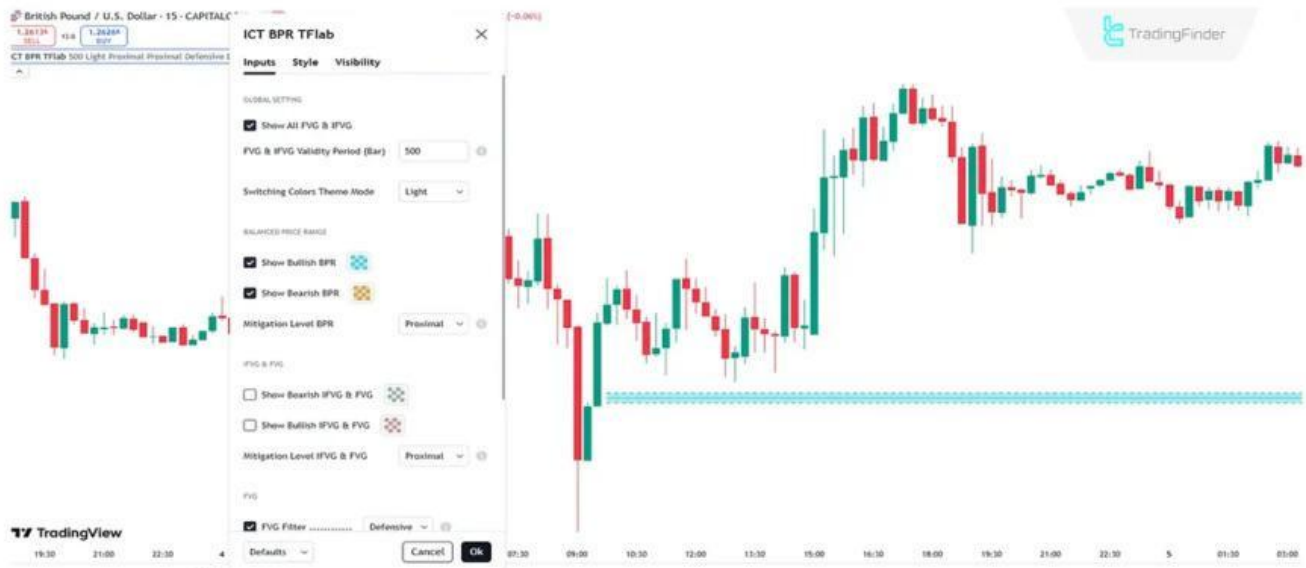 British Pound / U.S. Dollar · 15 · CAPITALC
(−0.06%)
TradingFinder
SELL
BUY
CT BPR TFlab 500 Light Proximal Proximal Defensive
ICT BPR TFlab
Inputs Style Visibility
GLOBAL SETTING
Show All FVG & IFVG
FVG & IFVG Validity Period (Bar) 500
Switching Colors Theme Mode Light
BALANCED PRICE RANGE
Show Bullish BPR
Show Bearish BPR
Mitigation Level BPR Proximal
IFVG & FVG
Show Bearish IFVG & FVG
Show Bullish IFVG & FVG
Mitigation Level IFVG & FVG Proximal
FVG
FVG Filter ............ Defensive
Defaults Cancel Ok
TradingView
19:30 21:00 22:30 4 07:30 09:00 10:30 12:00 13:30 15:00 16:30 18:00 19:30 21:00 22:30 5 01:30 03:00